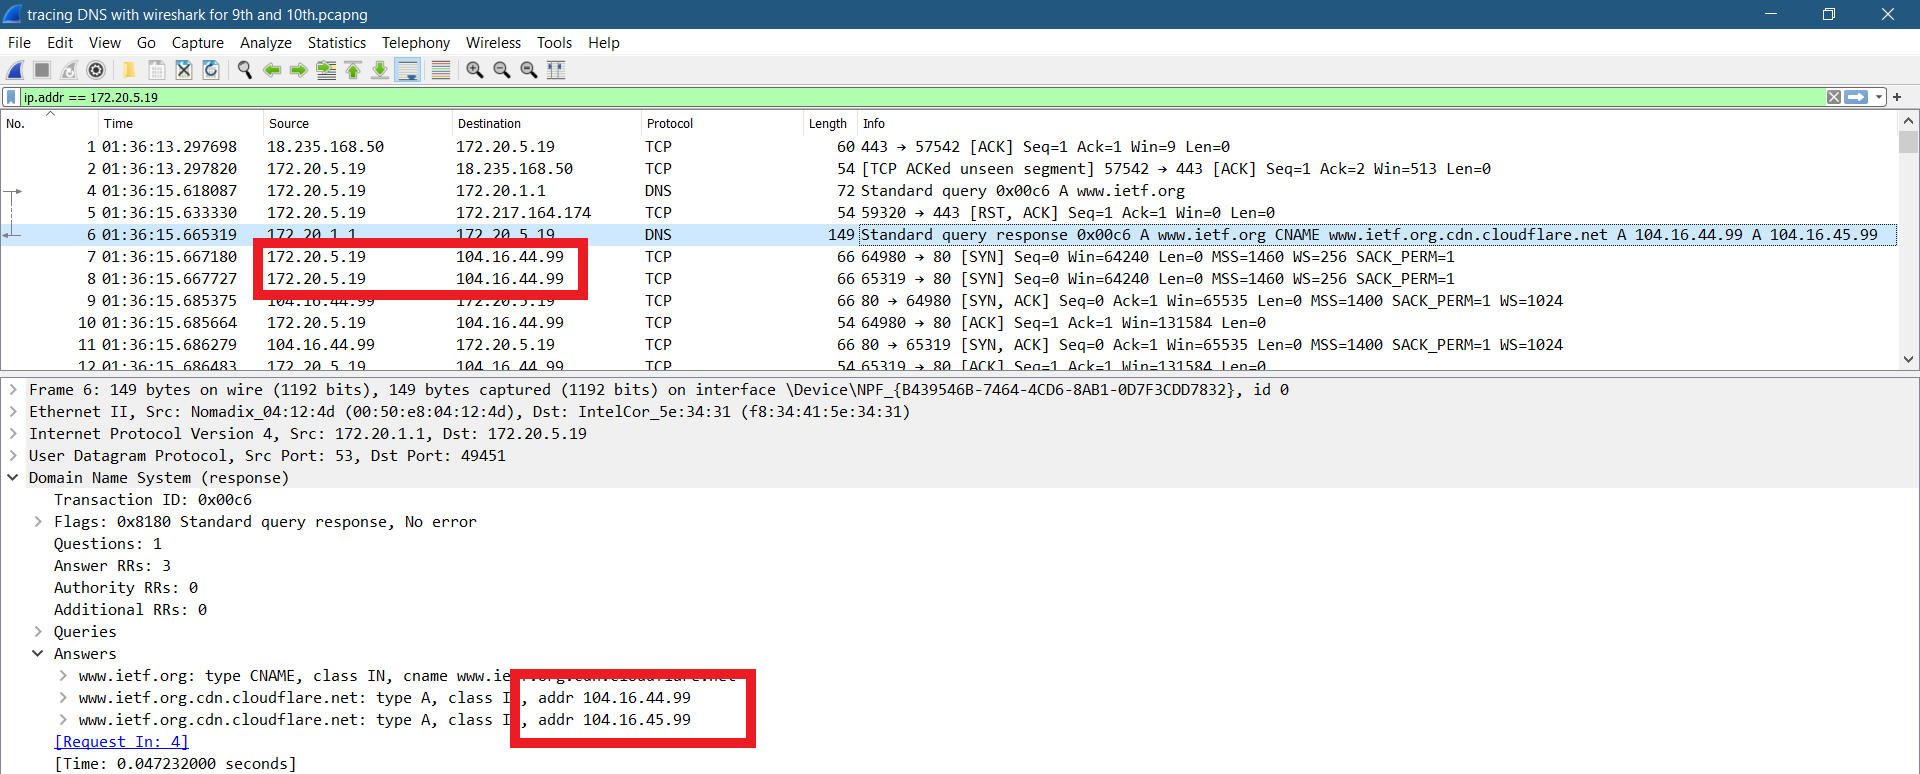 tracing DNS with wireshark for 9th and 10th.pcapng
File Edit View Go Capture Analyze Statistics Telephony Wireless Tools Help
ip.addr == 172.20.5.19
No. Time Source Destination Protocol Length Info
1 01:36:13.297698 18.235.168.50 172.20.5.19 TCP 60 443 → 57542 [ACK] Seq=1 Ack=1 Win=9 Len=0
2 01:36:13.297820 172.20.5.19 18.235.168.50 TCP 54 [TCP ACKed unseen segment] 57542 → 443 [ACK] Seq=1 Ack=2 Win=513 Len=0
4 01:36:15.618087 172.20.5.19 172.20.1.1 DNS 72 Standard query 0x00c6 A www.ietf.org
5 01:36:15.633330 172.20.5.19 172.217.164.174 TCP 54 59320 → 443 [RST, ACK] Seq=1 Ack=1 Win=0 Len=0
6 01:36:15.665319 172.20.1.1 172.20.5.19 DNS 149 Standard query response 0x00c6 A www.ietf.org CNAME www.ietf.org.cdn.cloudflare.net A 104.16.44.99 A 104.16.45.99
7 01:36:15.667180 172.20.5.19 104.16.44.99 TCP 66 64980 → 80 [SYN] Seq=0 Win=64240 Len=0 MSS=1460 WS=256 SACK_PERM=1
8 01:36:15.667727 172.20.5.19 104.16.44.99 TCP 66 65319 → 80 [SYN] Seq=0 Win=64240 Len=0 MSS=1460 WS=256 SACK_PERM=1
9 01:36:15.685375 104.16.44.99 172.20.5.19 TCP 66 80 → 64980 [SYN, ACK] Seq=0 Ack=1 Win=65535 Len=0 MSS=1400 SACK_PERM=1 WS=1024
10 01:36:15.685664 172.20.5.19 104.16.44.99 TCP 54 64980 → 80 [ACK] Seq=1 Ack=1 Win=131584 Len=0
11 01:36:15.686279 104.16.44.99 172.20.5.19 TCP 66 80 → 65319 [SYN, ACK] Seq=0 Ack=1 Win=65535 Len=0 MSS=1400 SACK_PERM=1 WS=1024
12 01:36:15.686483 172.20.5.19 104.16.44.99 TCP 54 65319 → 80 [ACK] Seq=1 Ack=1 Win=131584 Len=0
Frame 6: 149 bytes on wire (1192 bits), 149 bytes captured (1192 bits) on interface \Device\NPF_{B439546B-7464-4CD6-8AB1-0D7F3CDD7832}, id 0
Ethernet II, Src: Nomadix_04:12:4d (00:50:e8:04:12:4d), Dst: IntelCor_5e:34:31 (f8:34:41:5e:34:31)
Internet Protocol Version 4, Src: 172.20.1.1, Dst: 172.20.5.19
User Datagram Protocol, Src Port: 53, Dst Port: 49451
Domain Name System (response)
Transaction ID: 0x00c6
Flags: 0x8180 Standard query response, No error
Questions: 1
Answer RRs: 3
Authority RRs: 0
Additional RRs: 0
Queries
Answers
www.ietf.org: type CNAME, class IN, cname www.ietf.org.cdn.cloudflare.net
www.ietf.org.cdn.cloudflare.net: type A, class IN, addr 104.16.44.99
www.ietf.org.cdn.cloudflare.net: type A, class IN, addr 104.16.45.99
[Request In: 4]
[Time: 0.047232000 seconds]